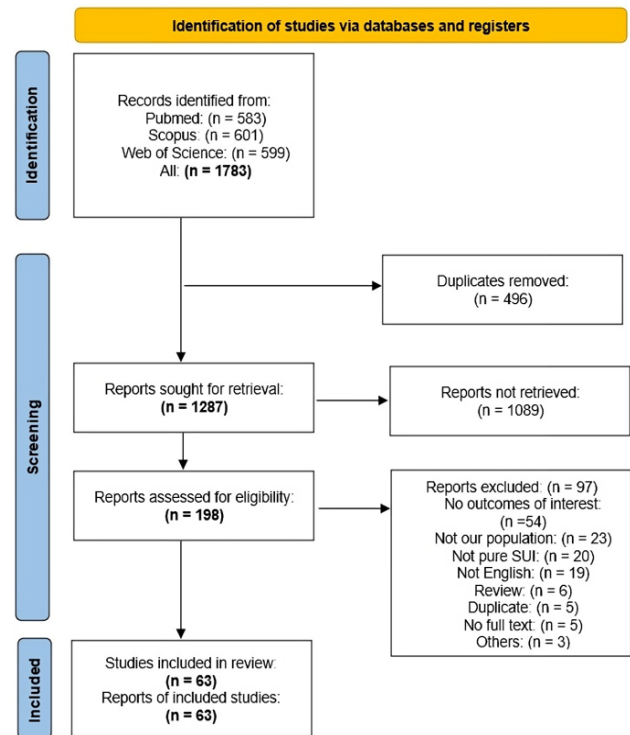 Identification of studies via databases and registers
Identification
Records identified from:
Pubmed: (n = 583)
Scopus: (n = 601)
Web of Science: (n = 599)
All: (n = 1783)
Screening
Duplicates removed:
(n = 496)
Reports sought for retrieval:
(n = 1287)
Reports not retrieved:
(n = 1089)
Reports assessed for eligibility:
(n = 198)
Reports excluded: (n = 97)
No outcomes of interest:
(n =54)
Not our population: (n = 23)
Not pure SUI: (n = 20)
Not English: (n = 19)
Review: (n = 6)
Duplicate: (n = 5)
No full text: (n = 5)
Others: (n = 3)
Included
Studies included in review:
(n = 63)
Reports of included studies:
(n = 63)